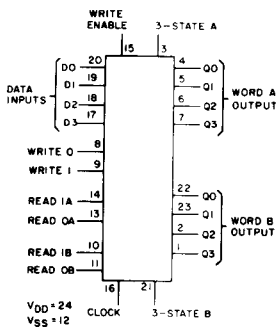 WRITE ENABLE
3-STATE A
15
3
DATA INPUTS
D0 20
D1 19
D2 18
D3 17
4 Q0
5 Q1
6 Q2
7 Q3
WORD A OUTPUT
WRITE 0 8
WRITE 1 9
READ 1A 14
READ 0A 13
READ 1B 10
READ 0B 11
22 Q0
23 Q1
2 Q2
1 Q3
WORD B OUTPUT
16
21
VDD=24
VSS=12
CLOCK
3-STATE B